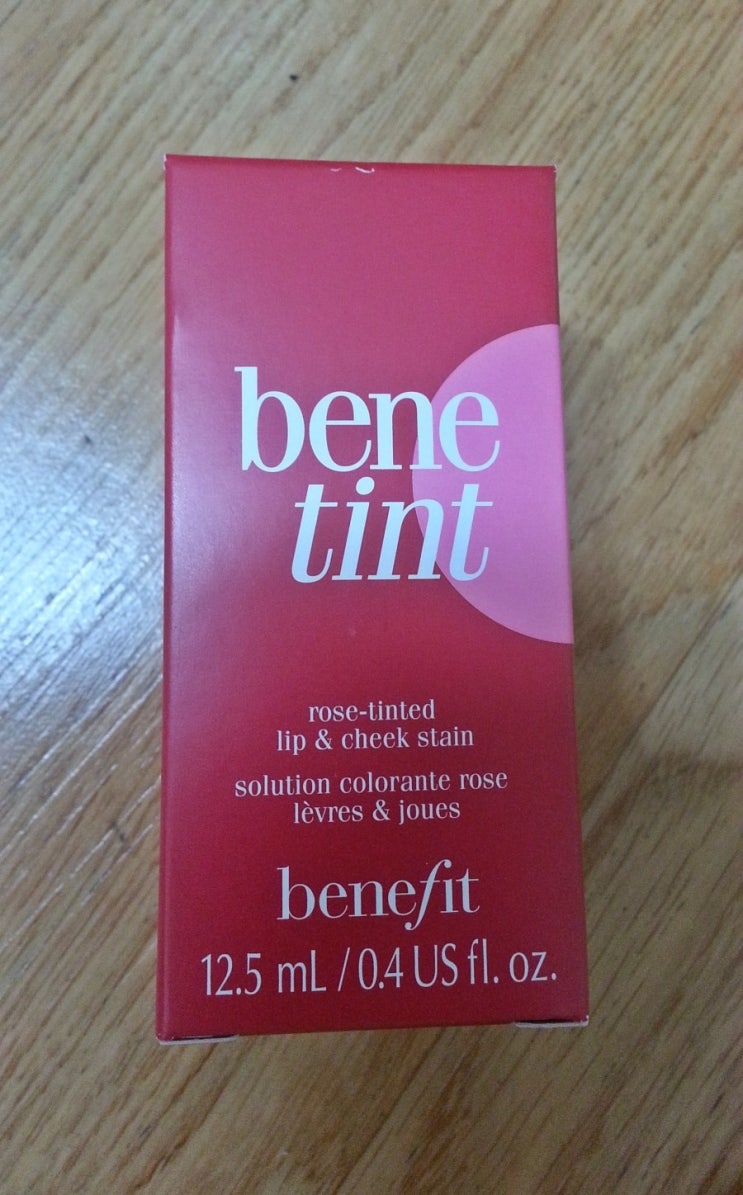 bene
tint
rose-tinted
lip & cheek stain
solution colorante rose
lèvres & joues
benefit
12.5 mL / 0.4 US fl. oz.